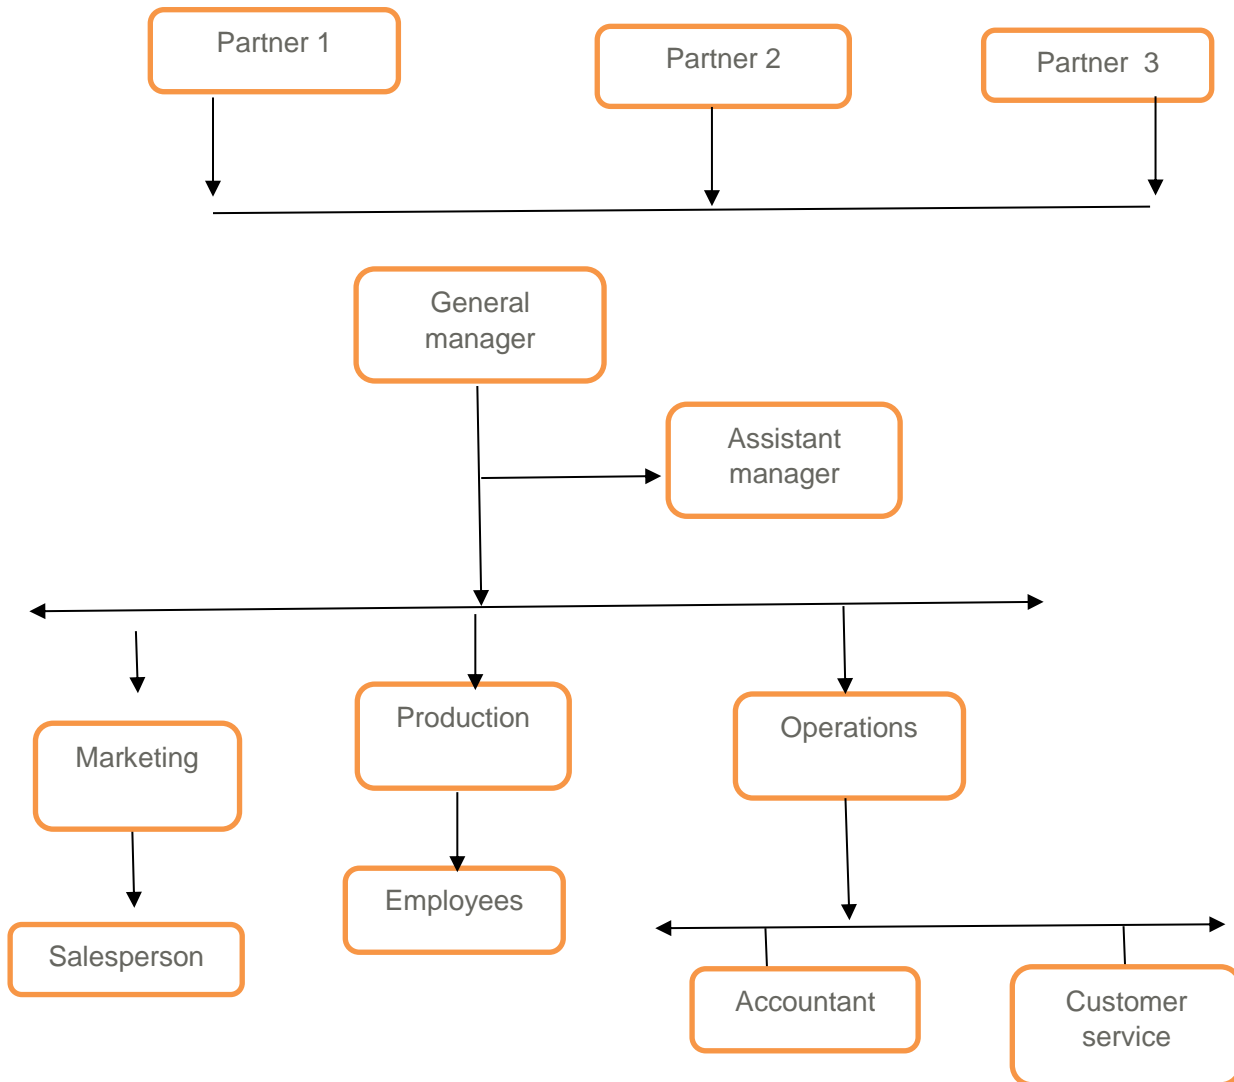 Partner 1
Partner 2
Partner  3
General
manager
Assistant
manager
Marketing
Production
Operations
Salesperson
Employees
Accountant
Customer
service